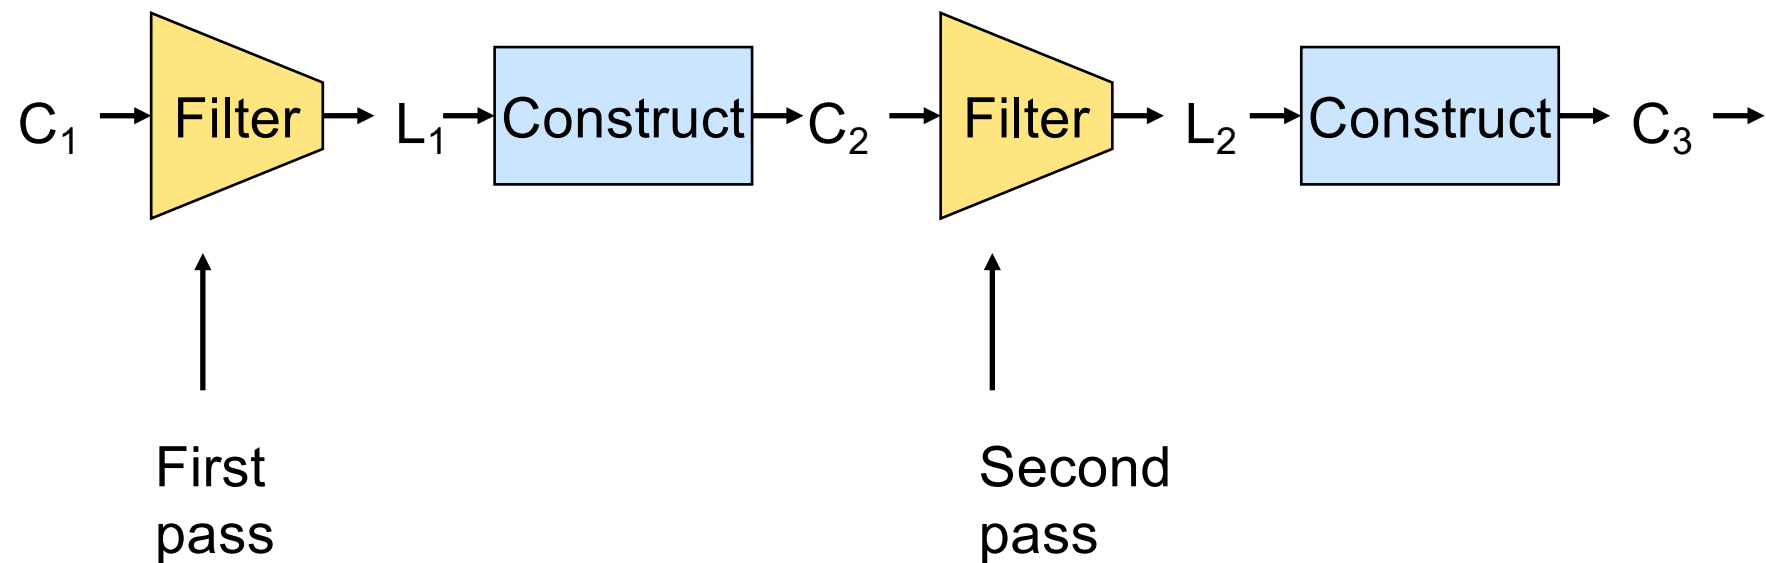 C₁ Filter L₁ Construct C₂ Filter L₂ Construct C₃
First
pass
Second
pass